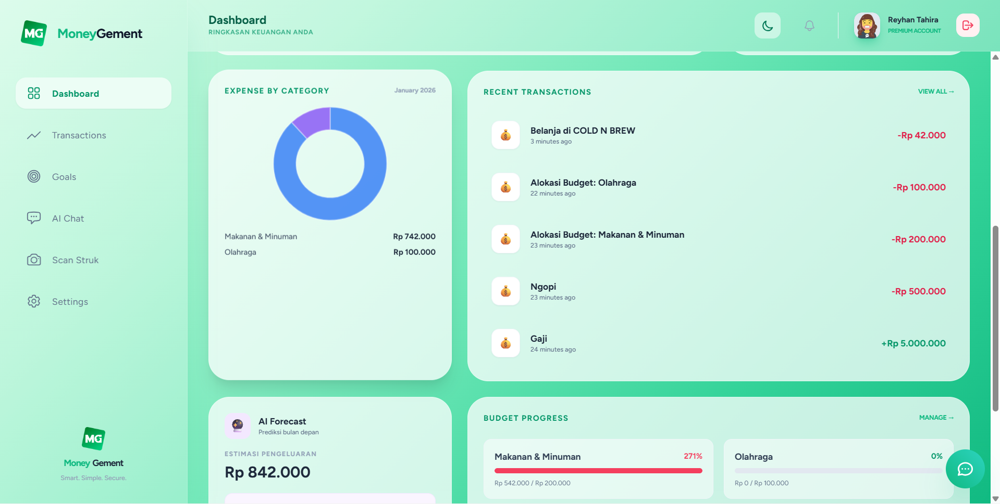 MG
MoneyGement
Dashboard
Transactions
Goals
AI Chat
Scan Struk
Settings
MG
Money Gement
Smart. Simple. Secure.
Dashboard
RINGKASAN KEUANGAN ANDA
Reyhan Tahira
PREMIUM ACCOUNT
EXPENSE BY CATEGORY
January 2026
Makanan & Minuman Rp 742.000
Olahraga Rp 100.000
RECENT TRANSACTIONS
VIEW ALL →
Belanja di COLD N BREW
3 minutes ago
-Rp 42.000
Alokasi Budget: Olahraga
22 minutes ago
-Rp 100.000
Alokasi Budget: Makanan & Minuman
23 minutes ago
-Rp 200.000
Ngopi
23 minutes ago
-Rp 500.000
Gaji
24 minutes ago
+Rp 5.000.000
AI Forecast
Prediksi bulan depan
ESTIMASI PENGELUARAN
Rp 842.000
BUDGET PROGRESS
MANAGE →
Makanan & Minuman 271%
Rp 542.000 / Rp 200.000
Olahraga 0%
Rp 0 / Rp 100.000